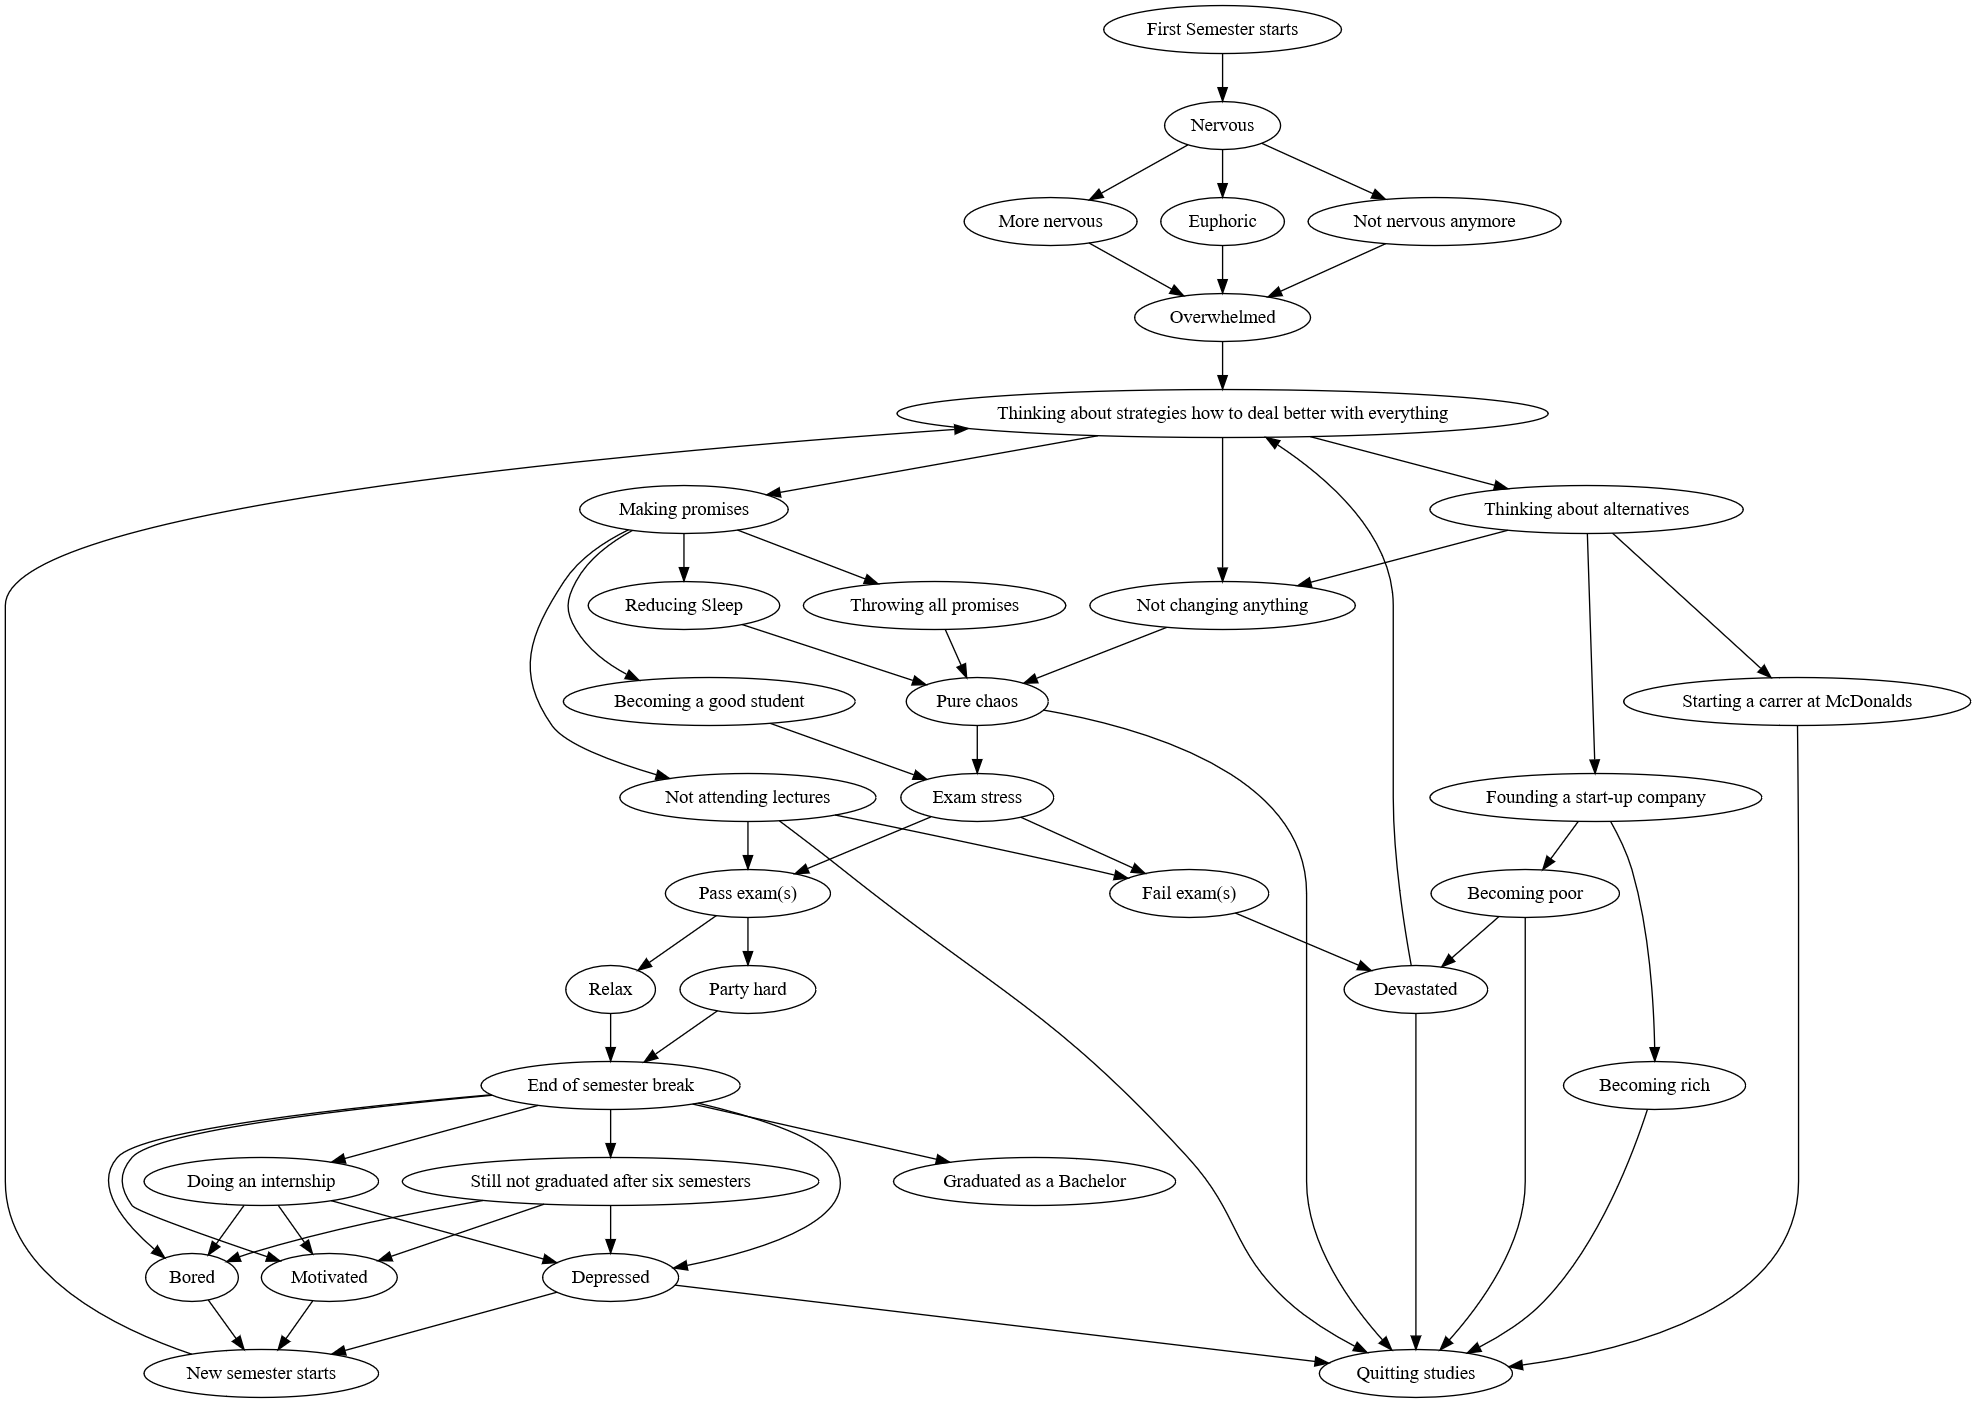 First Semester starts
Nervous
More nervous
Euphoric
Not nervous anymore
Overwhelmed
Thinking about strategies how to deal better with everything
Making promises
Thinking about alternatives
Reducing Sleep
Throwing all promises
Not changing anything
Becoming a good student
Pure chaos
Starting a carrer at McDonalds
Not attending lectures
Exam stress
Founding a start-up company
Pass exam(s)
Fail exam(s)
Becoming poor
Relax
Party hard
Devastated
End of semester break
Becoming rich
Doing an internship
Still not graduated after six semesters
Graduated as a Bachelor
Bored
Motivated
Depressed
New semester starts
Quitting studies